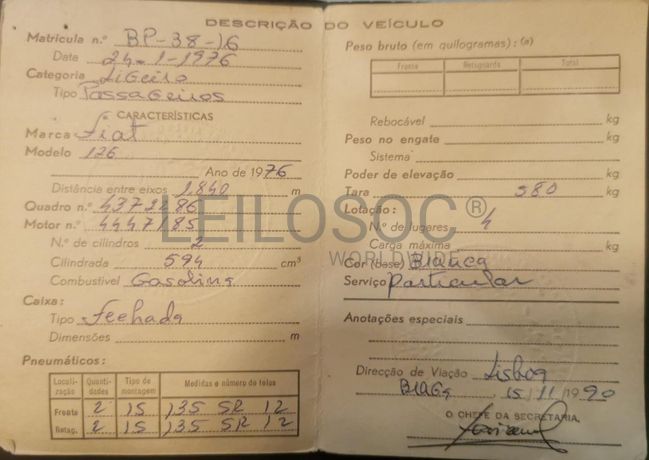 DESCRIÇÃO DO VEÍCULO
Matrícula n.º BP-38-16
Data 24-1-1976
Categoria Ligeiro
Tipo Passageiros
CARACTERÍSTICAS
Marca Fiat
Modelo 126
Ano de 1976
Distância entre eixos 1.840 m
Quadro n.º 4372286
Motor n.º 4447185
N.º de cilindros 2
Cilindrada 594 cm³
Combustível Gasolina
Caixa:
Tipo Fechada
Dimensões m
Pneumáticos:
Locali-zação Quanti-dades Tipo de montagem Medidas e número de telas
Frente 2 15 135 SR 12
Retag. 2 15 135 SR 12
Peso bruto (em quilogramas): (a)
Frente Retaguarda Total
Rebocável kg
Peso no engate kg
Sistema
Poder de elevação kg
Tara 580 kg
Lotação:
N.º de lugares 4
Carga máxima kg
Cor (base) Branca
Serviço Particular
Anotações especiais
Direcção de Viação Lisboa
15/11 1990
O CHEFE DA SECRETARIA,
LEILOSOC®
WORLDWIDE